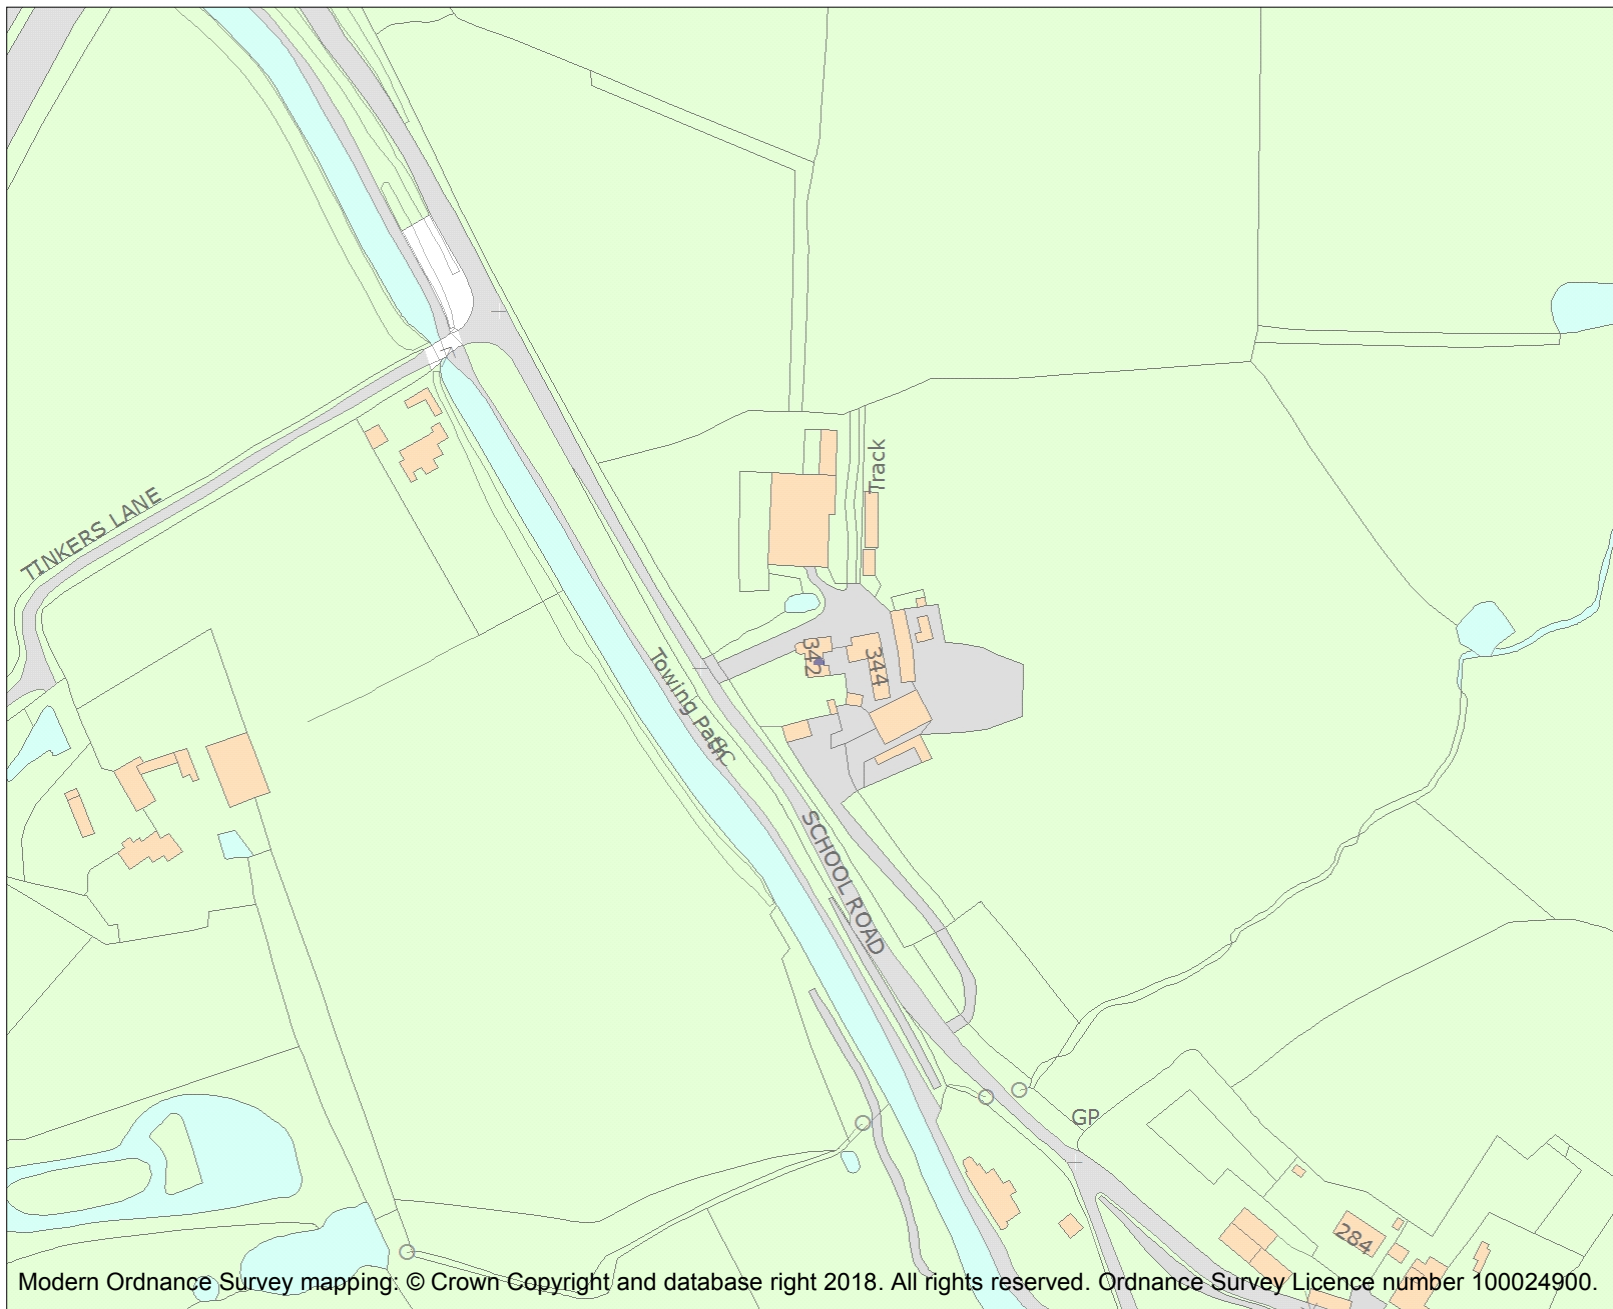 Track
TINKERS LANE
342
344
Towing Path
SCHOOL ROAD
GP
284
Modern Ordnance Survey mapping: © Crown Copyright and database right 2018. All rights reserved. Ordnance Survey Licence number 100024900.